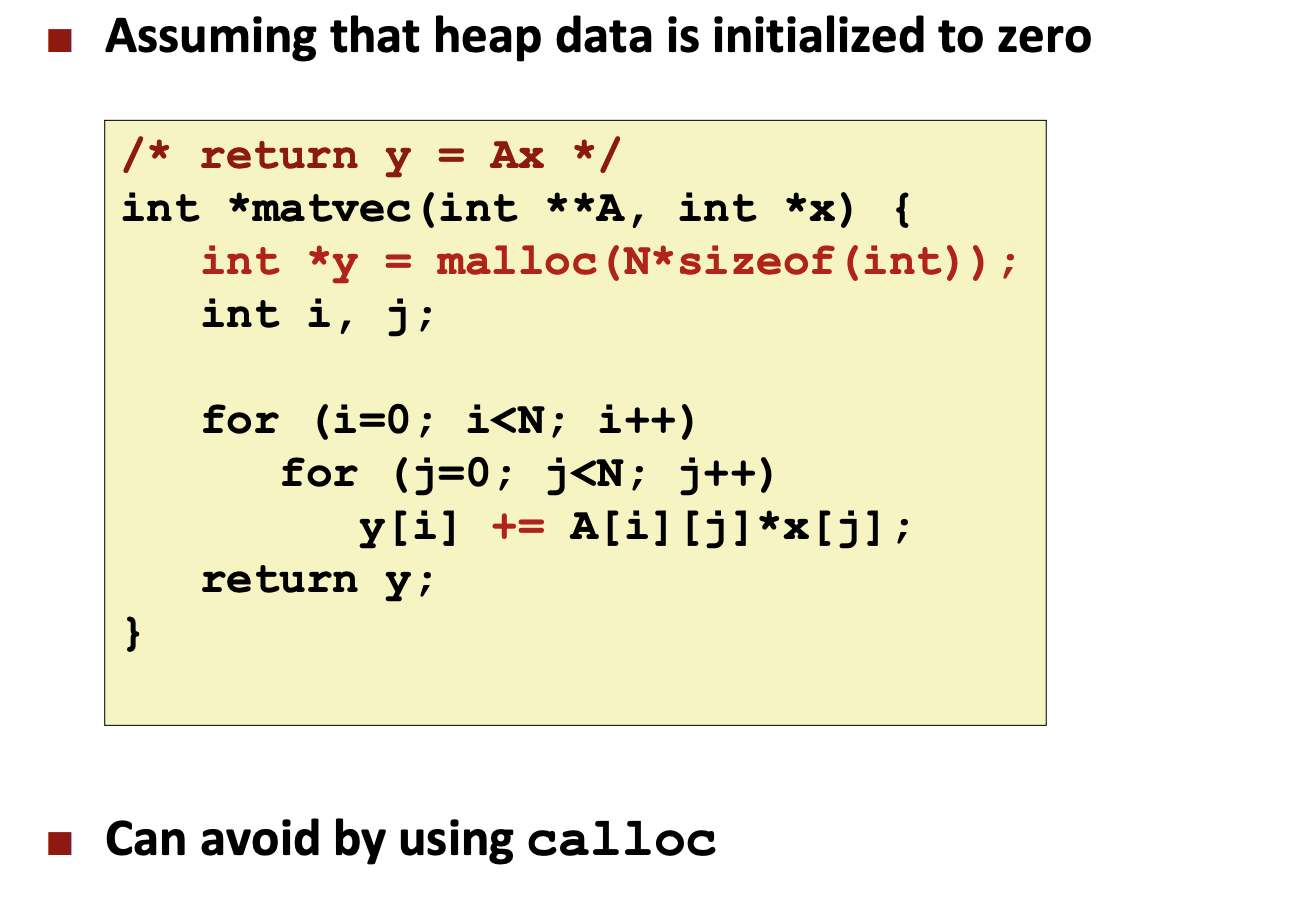 Assuming that heap data is initialized to zero
/* return y = Ax */
int *matvec(int **A, int *x) {
   int *y = malloc(N*sizeof(int));
   int i, j;
   for (i=0; i<N; i++)
      for (j=0; j<N; j++)
         y[i] += A[i][j]*x[j];
   return y;
}
Can avoid by using calloc